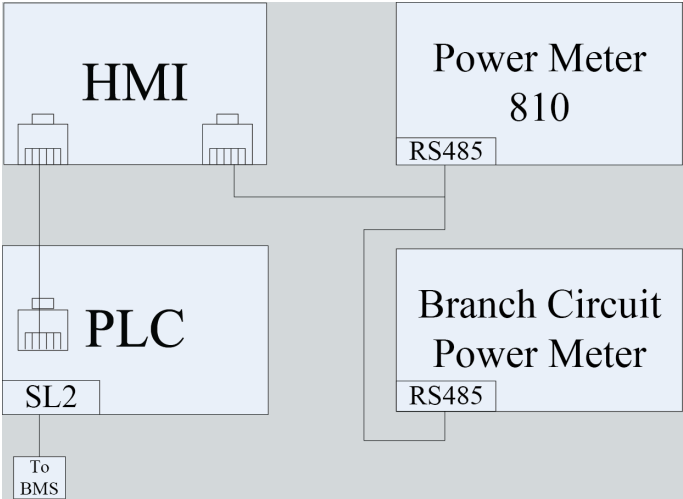 HMI
Power Meter
810
RS485
PLC
SL2
Branch Circuit
Power Meter
RS485
To
BMS